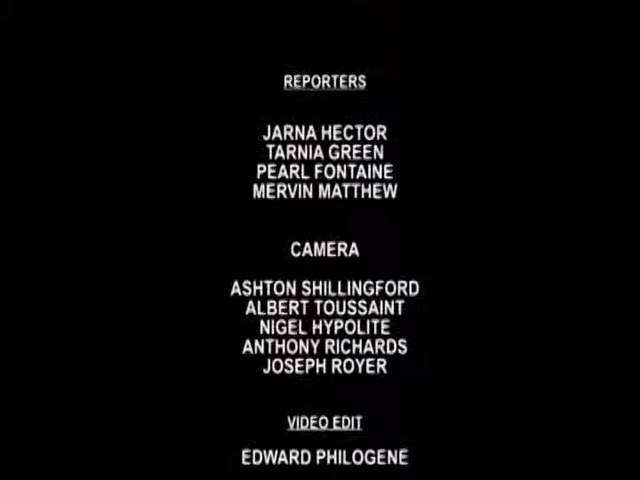 REPORTERS
JARNA HECTOR
TARNIA GREEN
PEARL FONTAINE
MERVIN MATTHEW
CAMERA
ASHTON SHILLINGFORD
ALBERT TOUSSAINT
NIGEL HYPOLITE
ANTHONY RICHARDS
JOSEPH ROYER
VIDEO EDIT
EDWARD PHILOGENE